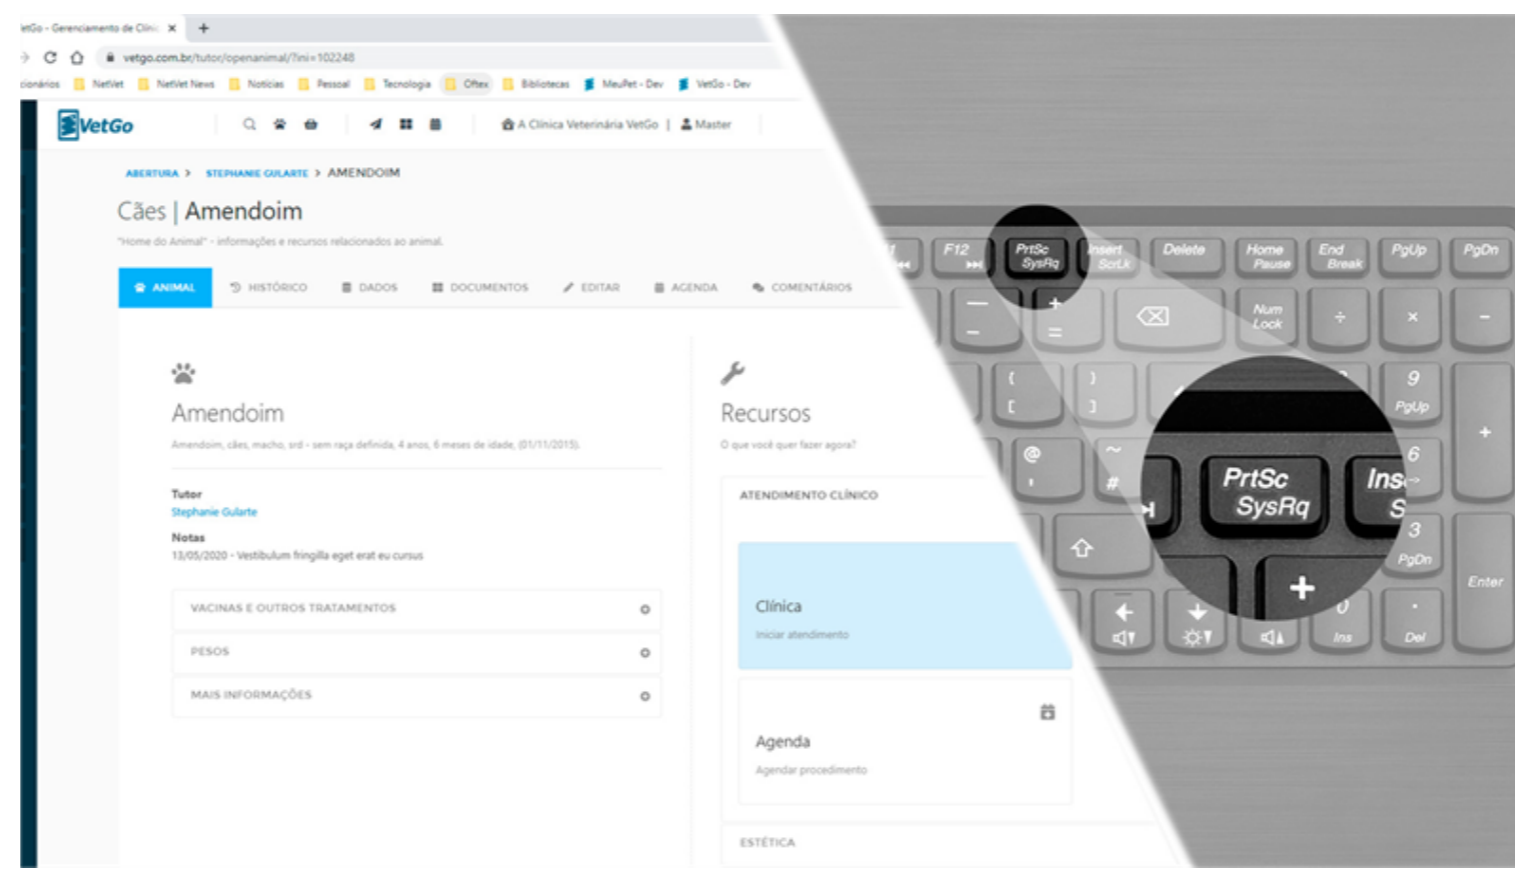 VetGo - Gerenciamento de Clíni
vetgo.com.br/tutor/openanimal/?ini=102248
cionários NetVet NetVet News Notícias Pessoal Tecnologia Oftex Bibliotecas MeuPet - Dev VetGo - Dev
VetGo
A Clínica Veterinária VetGo | Master
ABERTURA > STEPHANIE GULARTE > AMENDOIM
Cães | Amendoim
"Home do Animal" - informações e recursos relacionados ao animal.
ANIMAL HISTÓRICO DADOS DOCUMENTOS EDITAR AGENDA COMENTÁRIOS
Amendoim
Amendoim, cães, macho, srd - sem raça definida, 4 anos, 6 meses de idade, (01/11/2015).
Tutor
Stephanie Gularte
Notas
13/05/2020 - Vestibulum fringilla eget erat eu cursus
VACINAS E OUTROS TRATAMENTOS
PESOS
MAIS INFORMAÇÕES
Recursos
O que você quer fazer agora?
ATENDIMENTO CLÍNICO
Clínica
Iniciar atendimento
Agenda
Agendar procedimento
ESTÉTICA
F12 PrtSc Insert Delete Home End PgUp PgDn
SysRq ScrLk Pause Break
— + Num ÷ × -
- = Lock
{ } 9
[ ] PgUp
+
@ ~ 6
' #
PrtSc Ins
SysRq S
3
PgDn
Enter
+
0 .
Ins Del